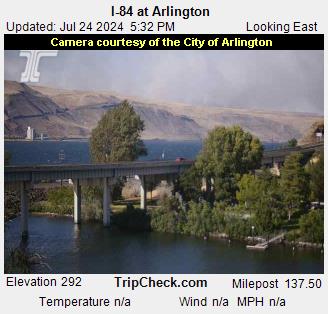 I-84 at Arlington
Updated: Jul 24 2024 5:32 PM Looking East
Camera courtesy of the City of Arlington
Elevation 292 TripCheck.com Milepost 137.50
Temperature n/a Wind n/a MPH n/a